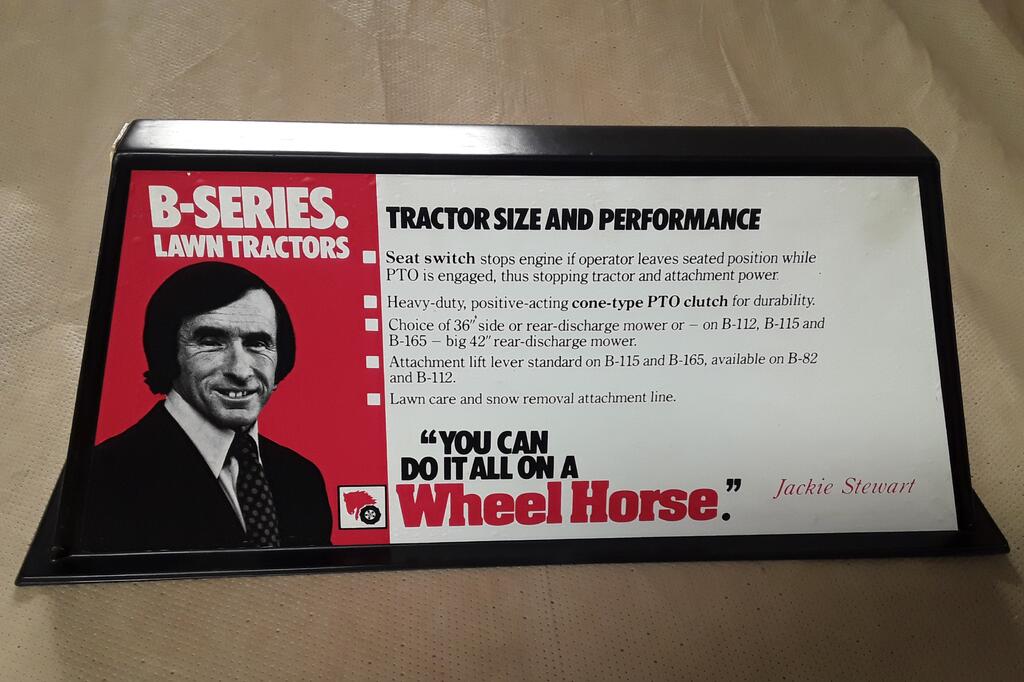 B-SERIES.
LAWN TRACTORS
TRACTOR SIZE AND PERFORMANCE
Seat switch stops engine if operator leaves seated position while
PTO is engaged, thus stopping tractor and attachment power.
Heavy-duty, positive-acting cone-type PTO clutch for durability.
Choice of 36″ side or rear-discharge mower or – on B-112, B-115 and
B-165 – big 42″ rear-discharge mower.
Attachment lift lever standard on B-115 and B-165, available on B-82
and B-112.
Lawn care and snow removal attachment line.
“YOU CAN
DO IT ALL ON A
Wheel Horse.”
Jackie Stewart